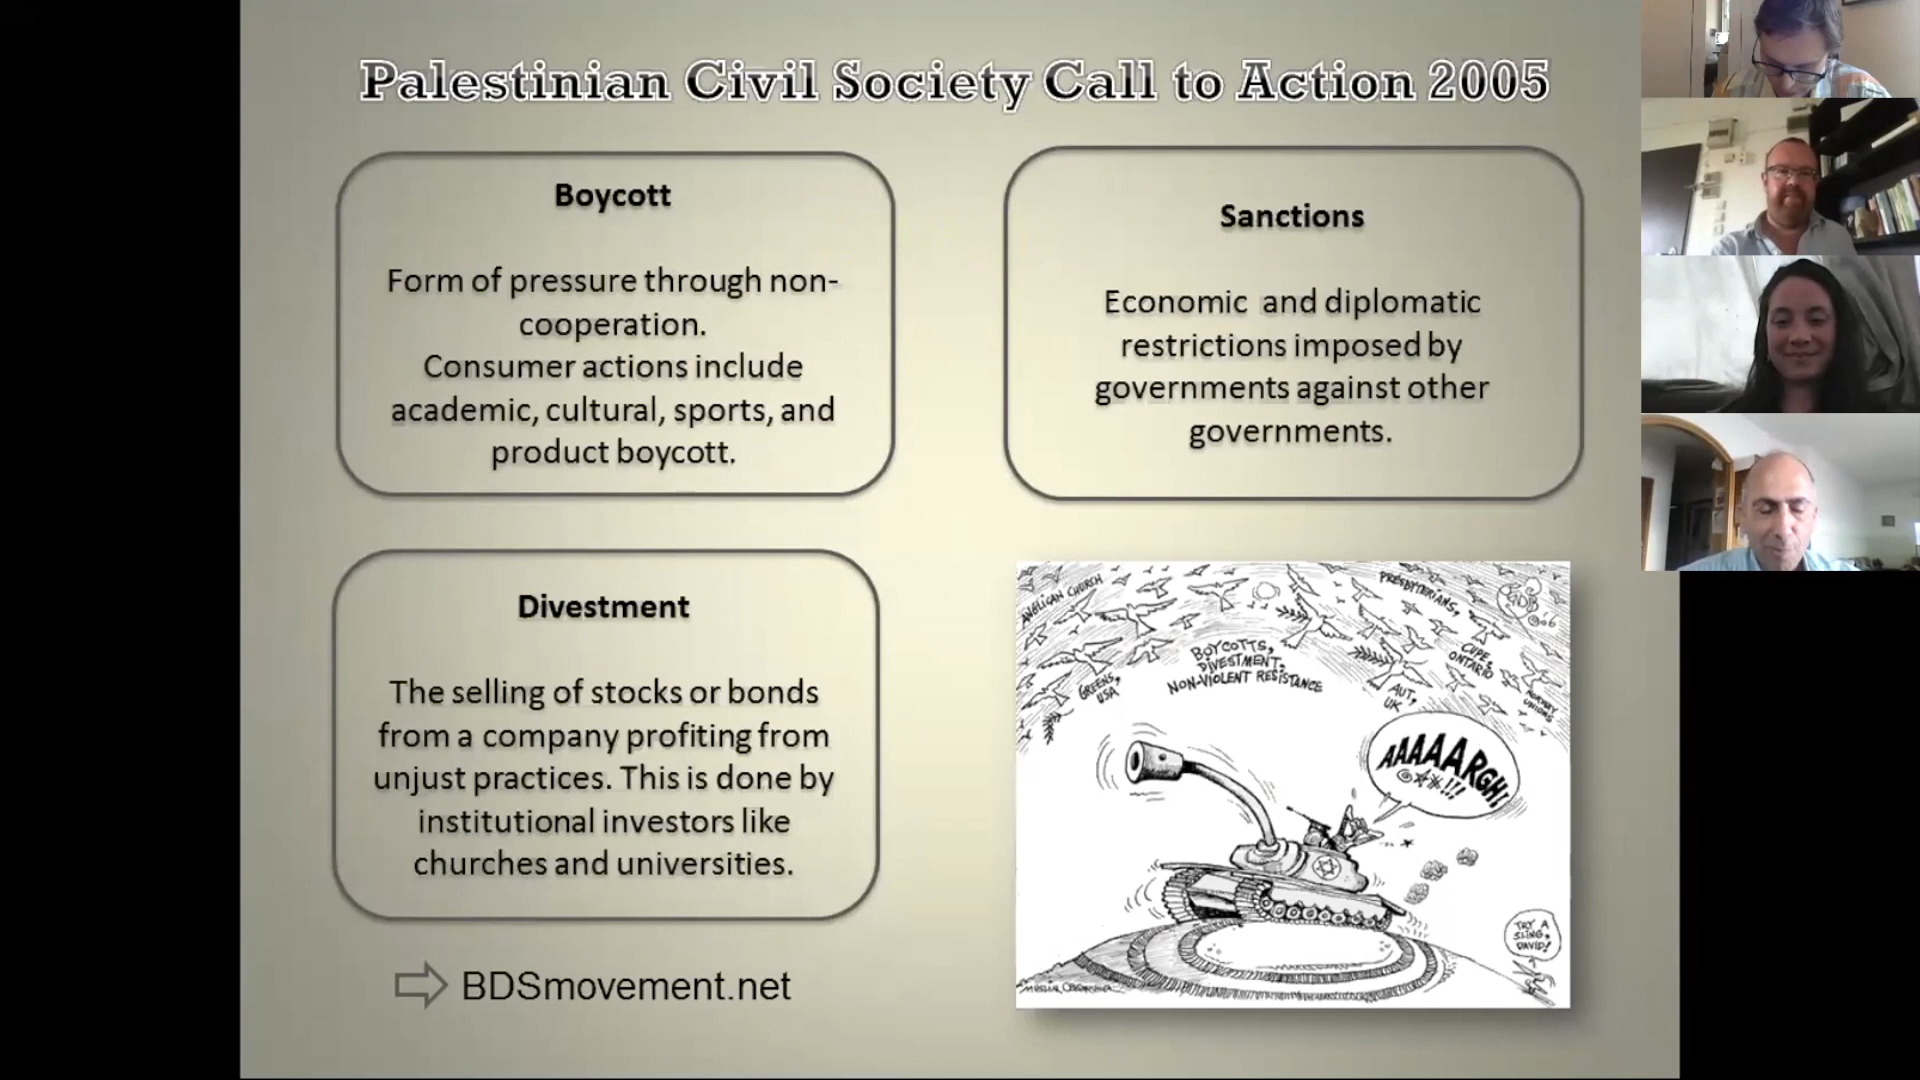 Palestinian Civil Society Call to Action 2005
Boycott
Form of pressure through non-
cooperation.
Consumer actions include
academic, cultural, sports, and
product boycott.
Sanctions
Economic and diplomatic
restrictions imposed by
governments against other
governments.
Divestment
The selling of stocks or bonds
from a company profiting from
unjust practices. This is done by
institutional investors like
churches and universities.
BDSmovement.net
ANGLICAN CHURCH
PRESBYTERIANS,
BOYCOTTS,
DIVESTMENT,
NON-VIOLENT RESISTANCE
GREENS,
USA
CUPE,
ONTARIO
AUT,
UK
NORWAY
UNIONS
AAAAARGH!
@☆*!!!
TRY A
SLING,
DAVID!